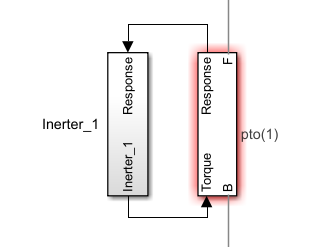 Response
Inerter_1
Inerter_1
Response
F
Torque
B
pto(1)